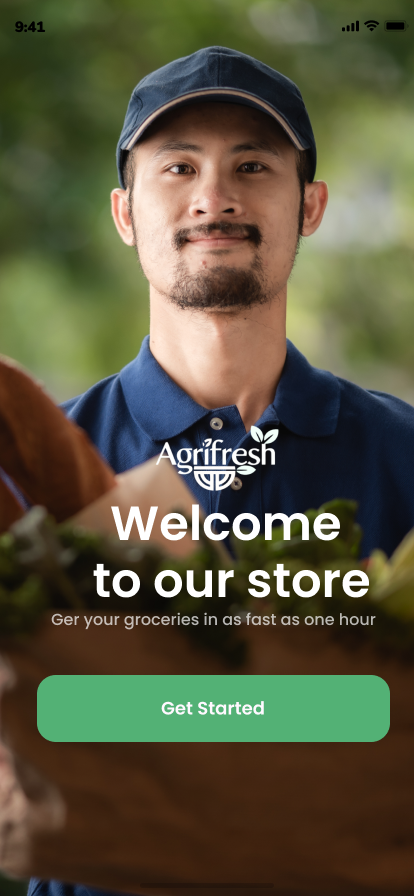 9:41
Agrifresh
Welcome
to our store
Ger your groceries in as fast as one hour
Get Started